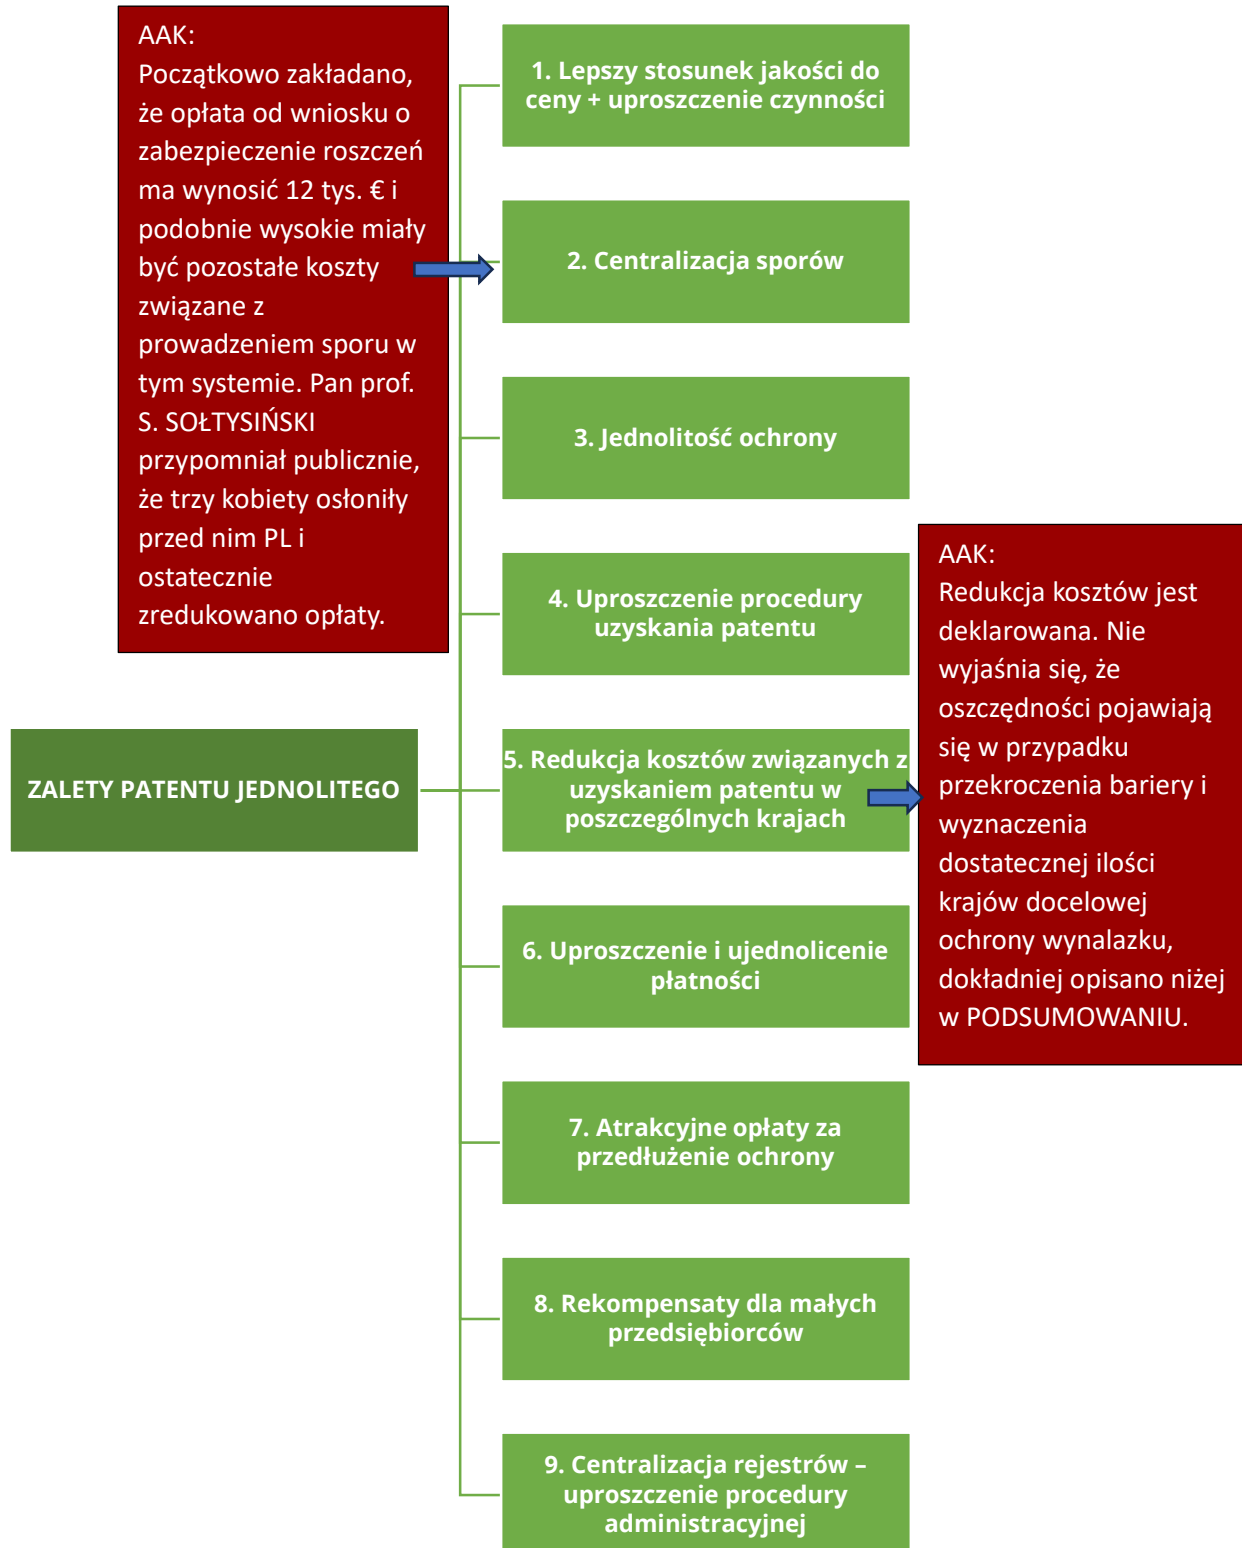 AAK:
Początkowo zakładano,
że opłata od wniosku o
zabezpieczenie roszczeń
ma wynosić 12 tys. € i
podobnie wysokie miały
być pozostałe koszty
związane z
prowadzeniem sporu w
tym systemie. Pan prof.
S. SOŁTYSIŃSKI
przypomniał publicznie,
że trzy kobiety osłoniły
przed nim PL i
ostatecznie
zredukowano opłaty.
ZALETY PATENTU JEDNOLITEGO
1. Lepszy stosunek jakości do
ceny + uproszczenie czynności
2. Centralizacja sporów
3. Jednolitość ochrony
4. Uproszczenie procedury
uzyskania patentu
5. Redukcja kosztów związanych z
uzyskaniem patentu w
poszczególnych krajach
6. Uproszczenie i ujednolicenie
płatności
7. Atrakcyjne opłaty za
przedłużenie ochrony
8. Rekompensaty dla małych
przedsiębiorców
9. Centralizacja rejestrów –
uproszczenie procedury
administracyjnej
AAK:
Redukcja kosztów jest
deklarowana. Nie
wyjaśnia się, że
oszczędności pojawiają
się w przypadku
przekroczenia bariery i
wyznaczenia
dostatecznej ilości
krajów docelowej
ochrony wynalazku,
dokładniej opisano niżej
w PODSUMOWANIU.